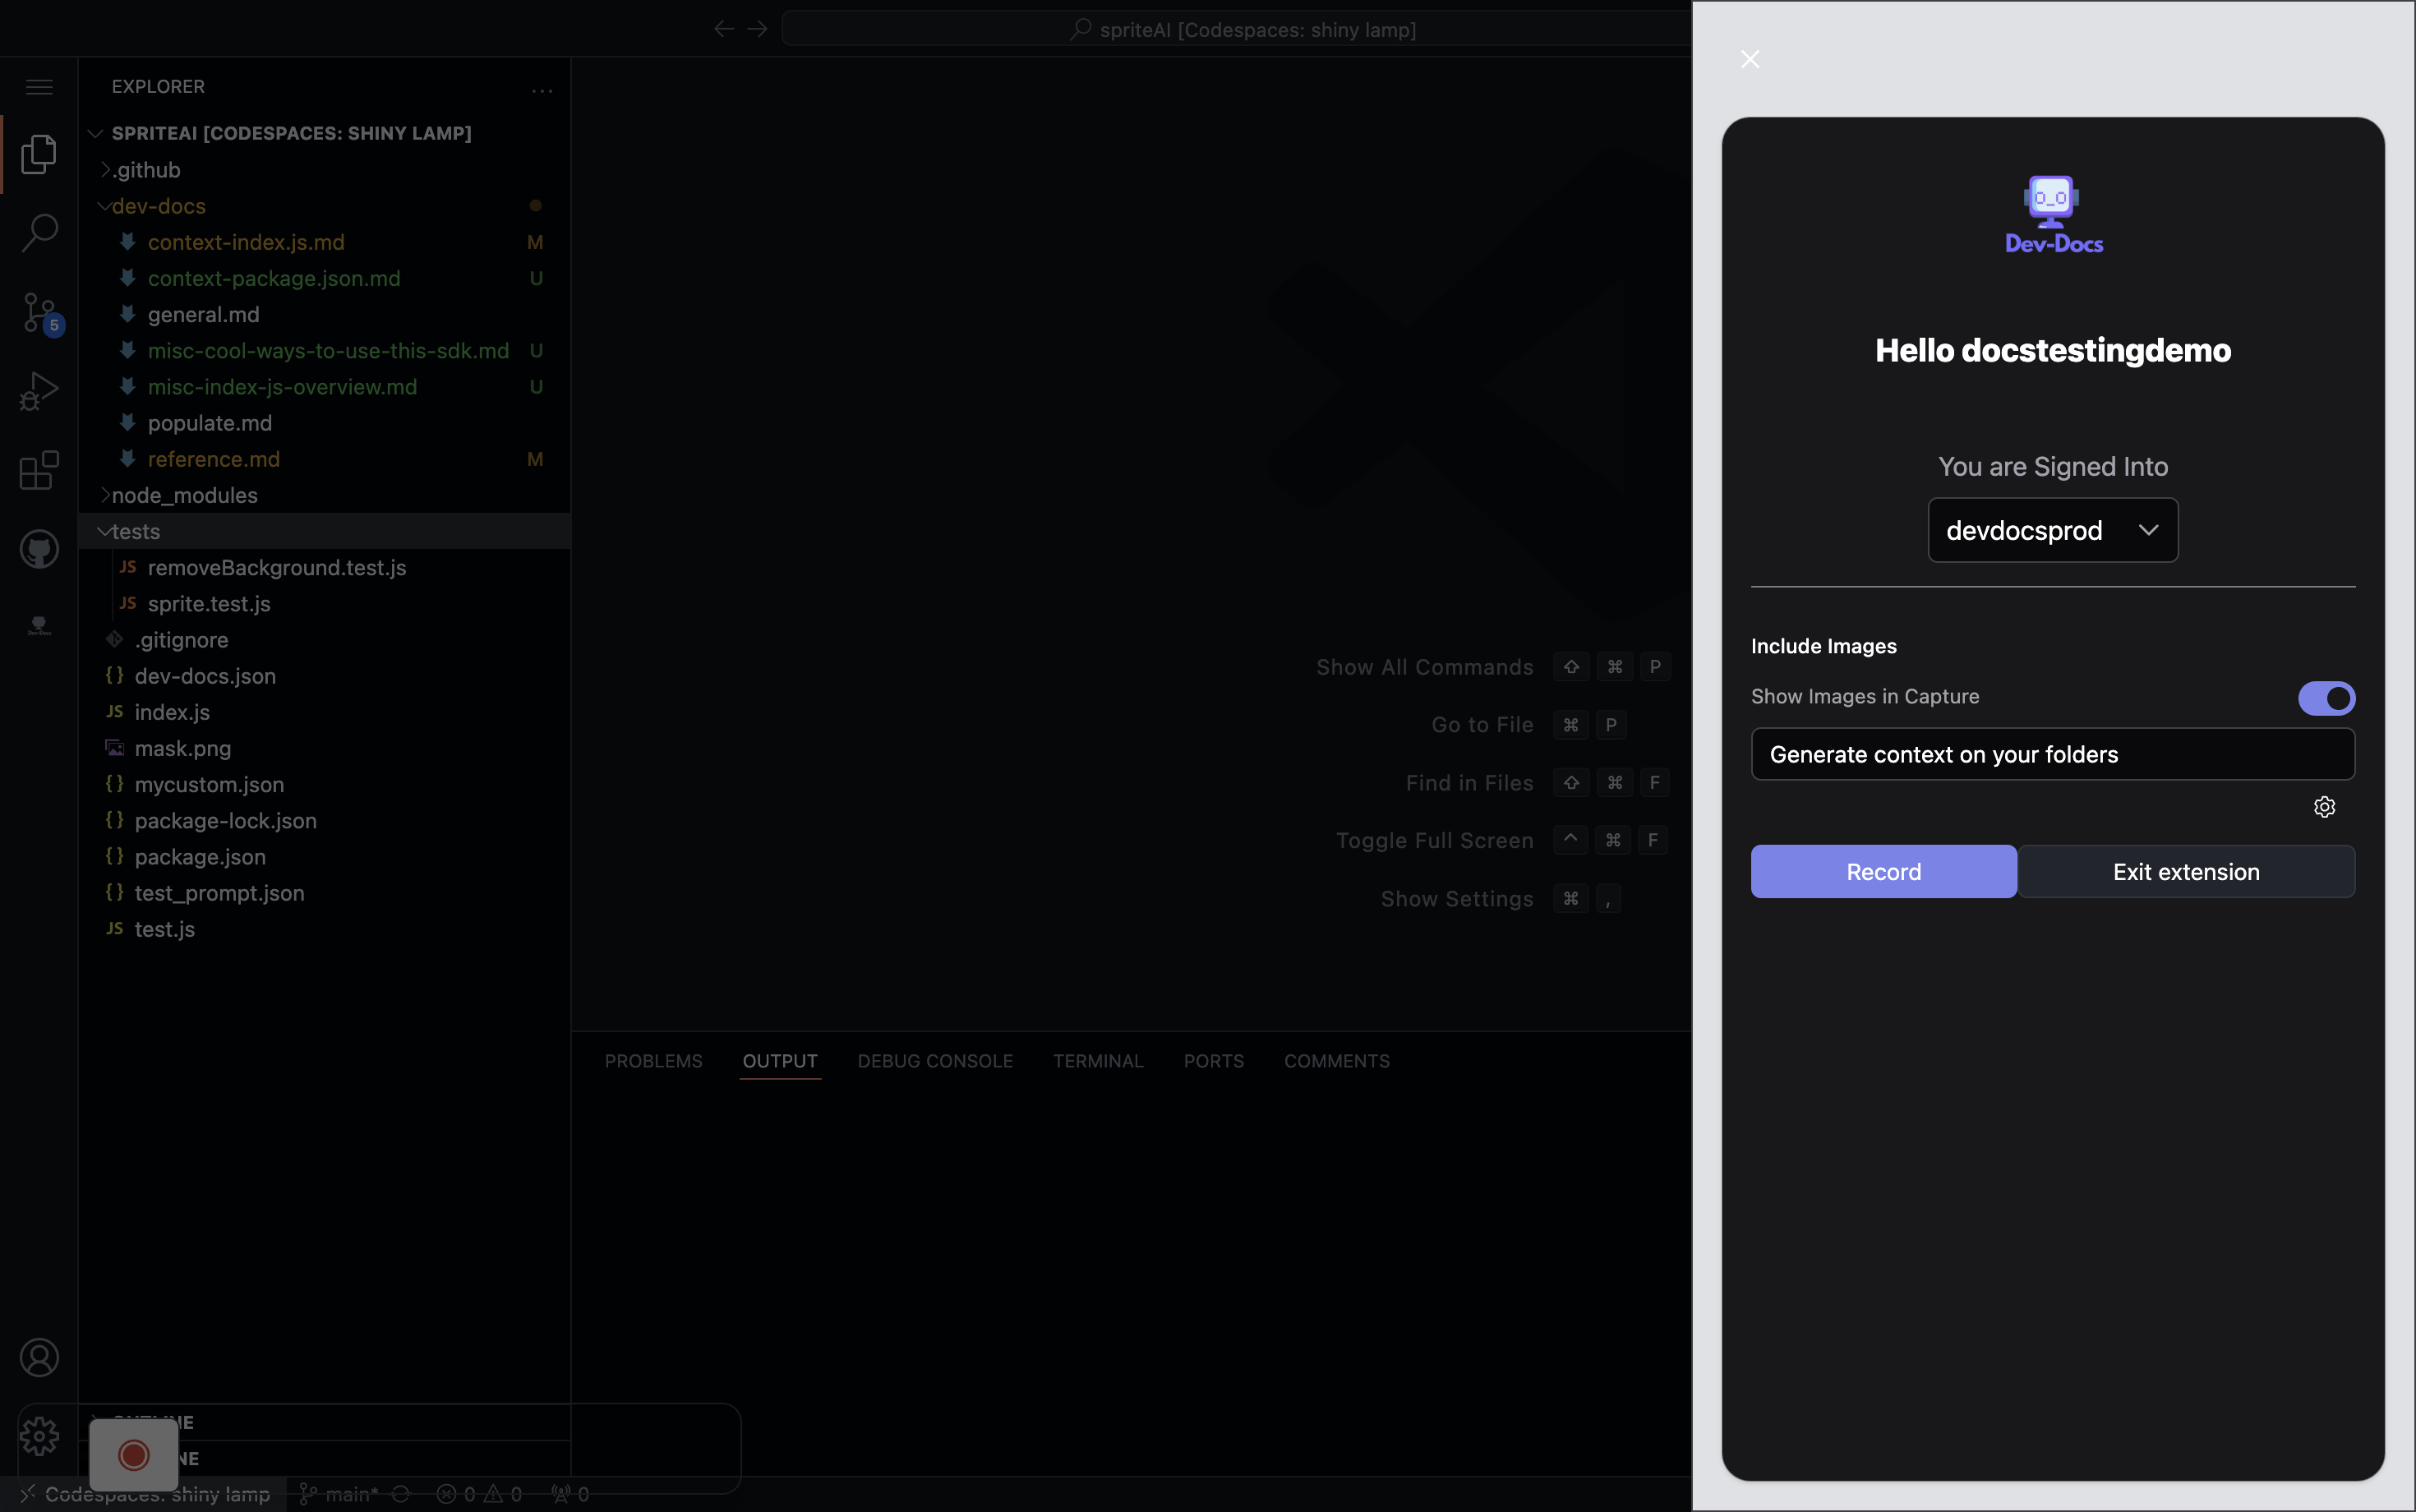 spriteAI [Codespaces: shiny lamp]
EXPLORER
SPRITEAI [CODESPACES: SHINY LAMP]
.github
dev-docs
context-index.js.md M
context-package.json.md U
general.md
misc-cool-ways-to-use-this-sdk.md U
misc-index-js-overview.md U
populate.md
reference.md M
node_modules
tests
JS removeBackground.test.js
JS sprite.test.js
.gitignore
{} dev-docs.json
JS index.js
mask.png
{} mycustom.json
{} package-lock.json
{} package.json
{} test_prompt.json
JS test.js
5
Dev-Docs
Show All Commands ⇧ ⌘ P
Go to File ⌘ P
Find in Files ⇧ ⌘ F
Toggle Full Screen ^ ⌘ F
Show Settings ⌘ ,
PROBLEMS OUTPUT DEBUG CONSOLE TERMINAL PORTS COMMENTS
Codespaces: shiny lamp main* 0 0 0
Dev-Docs
Hello docstestingdemo
You are Signed Into
devdocsprod
Include Images
Show Images in Capture
Generate context on your folders
Record Exit extension